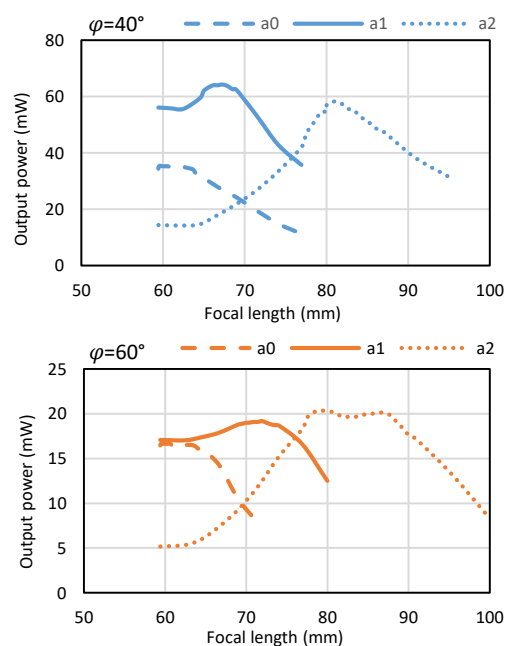 φ=40° a0 a1 a2
80
60
40
20
0
Output power (mW)
50 60 70 80 90 100
Focal length (mm)
φ=60° a0 a1 a2
25
20
15
10
5
0
Output power (mW)
50 60 70 80 90 100
Focal length (mm)